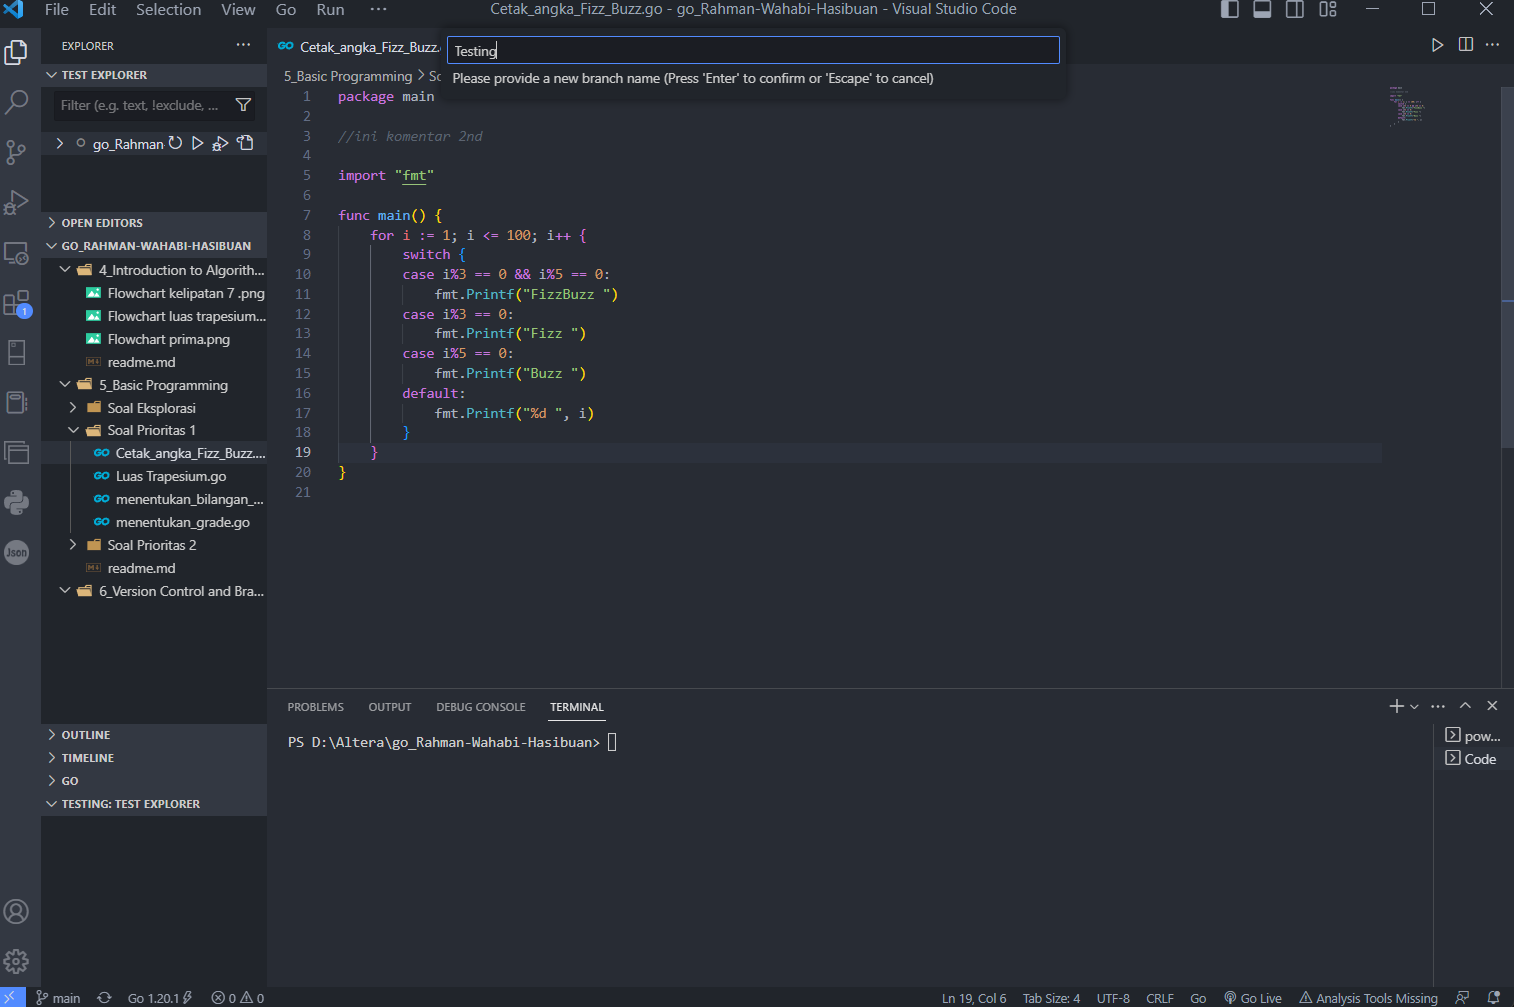 File Edit Selection View Go Run ··· Cetak_angka_Fizz_Buzz.go - go_Rahman-Wahabi-Hasibuan - Visual Studio Code
EXPLORER ···
TEST EXPLORER
Filter (e.g. text, !exclude, ...
go_Rahman-
OPEN EDITORS
GO_RAHMAN-WAHABI-HASIBUAN
4_Introduction to Algorith...
Flowchart kelipatan 7 .png
Flowchart luas trapesium...
Flowchart prima.png
readme.md
5_Basic Programming
Soal Eksplorasi
Soal Prioritas 1
GO Cetak_angka_Fizz_Buzz....
GO Luas Trapesium.go
GO menentukan_bilangan_...
GO menentukan_grade.go
Soal Prioritas 2
readme.md
6_Version Control and Bra...
OUTLINE
TIMELINE
GO
TESTING: TEST EXPLORER
1
Json
GO Cetak_angka_Fizz_Buzz.
Testing
Please provide a new branch name (Press 'Enter' to confirm or 'Escape' to cancel)
5_Basic Programming > So
1 package main
2
3 //ini komentar 2nd
4
5 import "fmt"
6
7 func main() {
8 for i := 1; i <= 100; i++ {
9 switch {
10 case i%3 == 0 && i%5 == 0:
11 fmt.Printf("FizzBuzz ")
12 case i%3 == 0:
13 fmt.Printf("Fizz ")
14 case i%5 == 0:
15 fmt.Printf("Buzz ")
16 default:
17 fmt.Printf("%d ", i)
18 }
19 }
20 }
21
PROBLEMS OUTPUT DEBUG CONSOLE TERMINAL
PS D:\Altera\go_Rahman-Wahabi-Hasibuan>
pow...
Code
main Go 1.20.1 0 0 Ln 19, Col 6 Tab Size: 4 UTF-8 CRLF Go Go Live Analysis Tools Missing